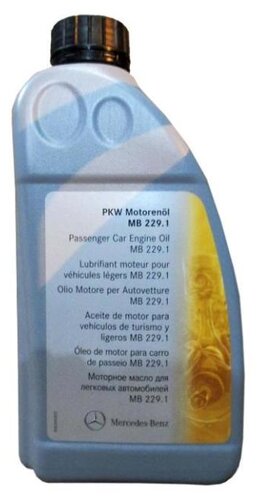 PKW Motorenöl
MB 229.1
Passenger Car Engine Oil
MB 229.1
Lubrifiant moteur pour
véhicules légers MB 229.1
Olio Motore per Autovetture
MB 229.1
Aceite de motor para
vehículos de turismo y
ligeros MB 229.1
Óleo de motor para carro
de passeio MB 229.1
Моторное масло для
легковых автомобилей
MB 229.1
Mercedes-Benz